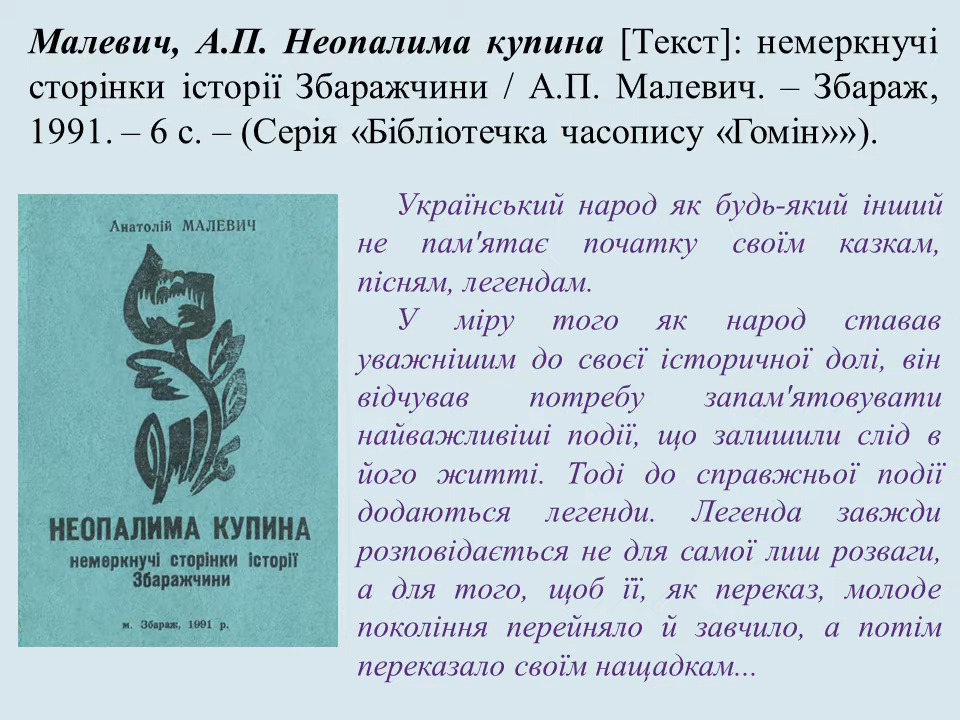 Малевич, А.П. Неопалима купина [Текст]: немеркнучі
сторінки історії Збаражчини / А.П. Малевич. – Збараж,
1991. – 6 с. – (Серія «Бібліотечка часопису «Гомін»»).
Анатолій МАЛЕВИЧ
НЕОПАЛИМА КУПИНА
немеркнучі сторінки історії
Збаражчини
м. Збараж, 1991 р.
Український народ як будь-який інший
не пам'ятає початку своїм казкам,
пісням, легендам.
У міру того як народ ставав
уважнішим до своєї історичної долі, він
відчував потребу запам'ятовувати
найважливіші події, що залишили слід в
його житті. Тоді до справжньої події
додаються легенди. Легенда завжди
розповідається не для самої лиш розваги,
а для того, щоб її, як переказ, молоде
покоління перейняло й завчило, а потім
переказало своїм нащадкам...